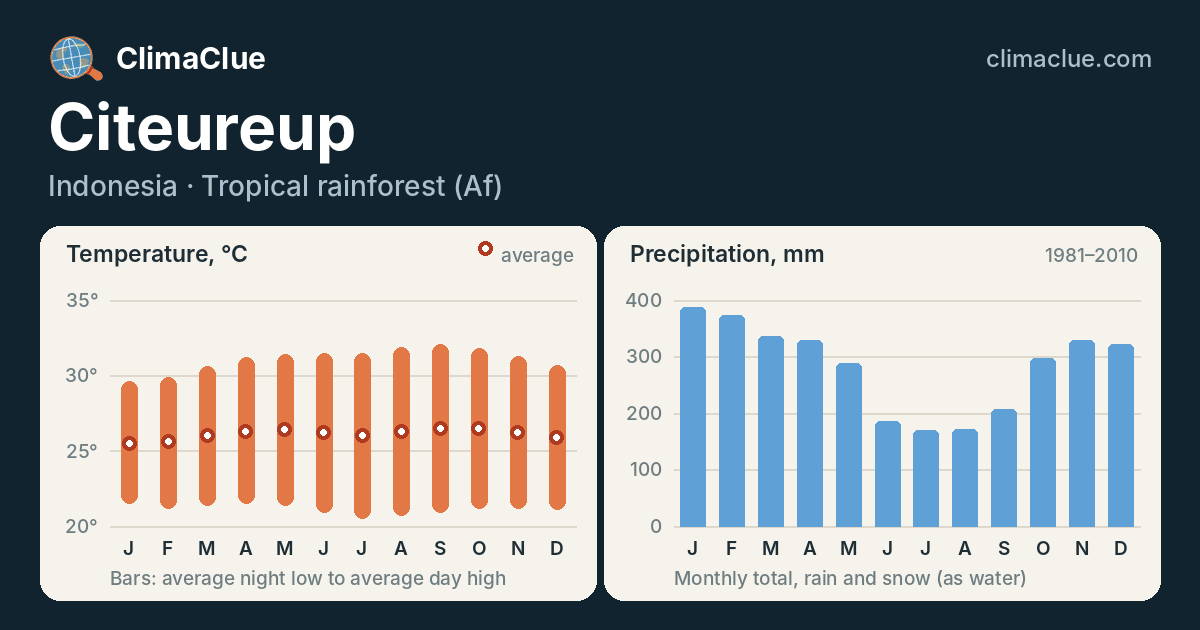 ClimaClue
climaclue.com
Citeureup
Indonesia · Tropical rainforest (Af)
Temperature, °C
average
35°
30°
25°
20°
J F M A M J J A S O N D
Bars: average night low to average day high
Precipitation, mm
1981–2010
400
300
200
100
0
J F M A M J J A S O N D
Monthly total, rain and snow (as water)